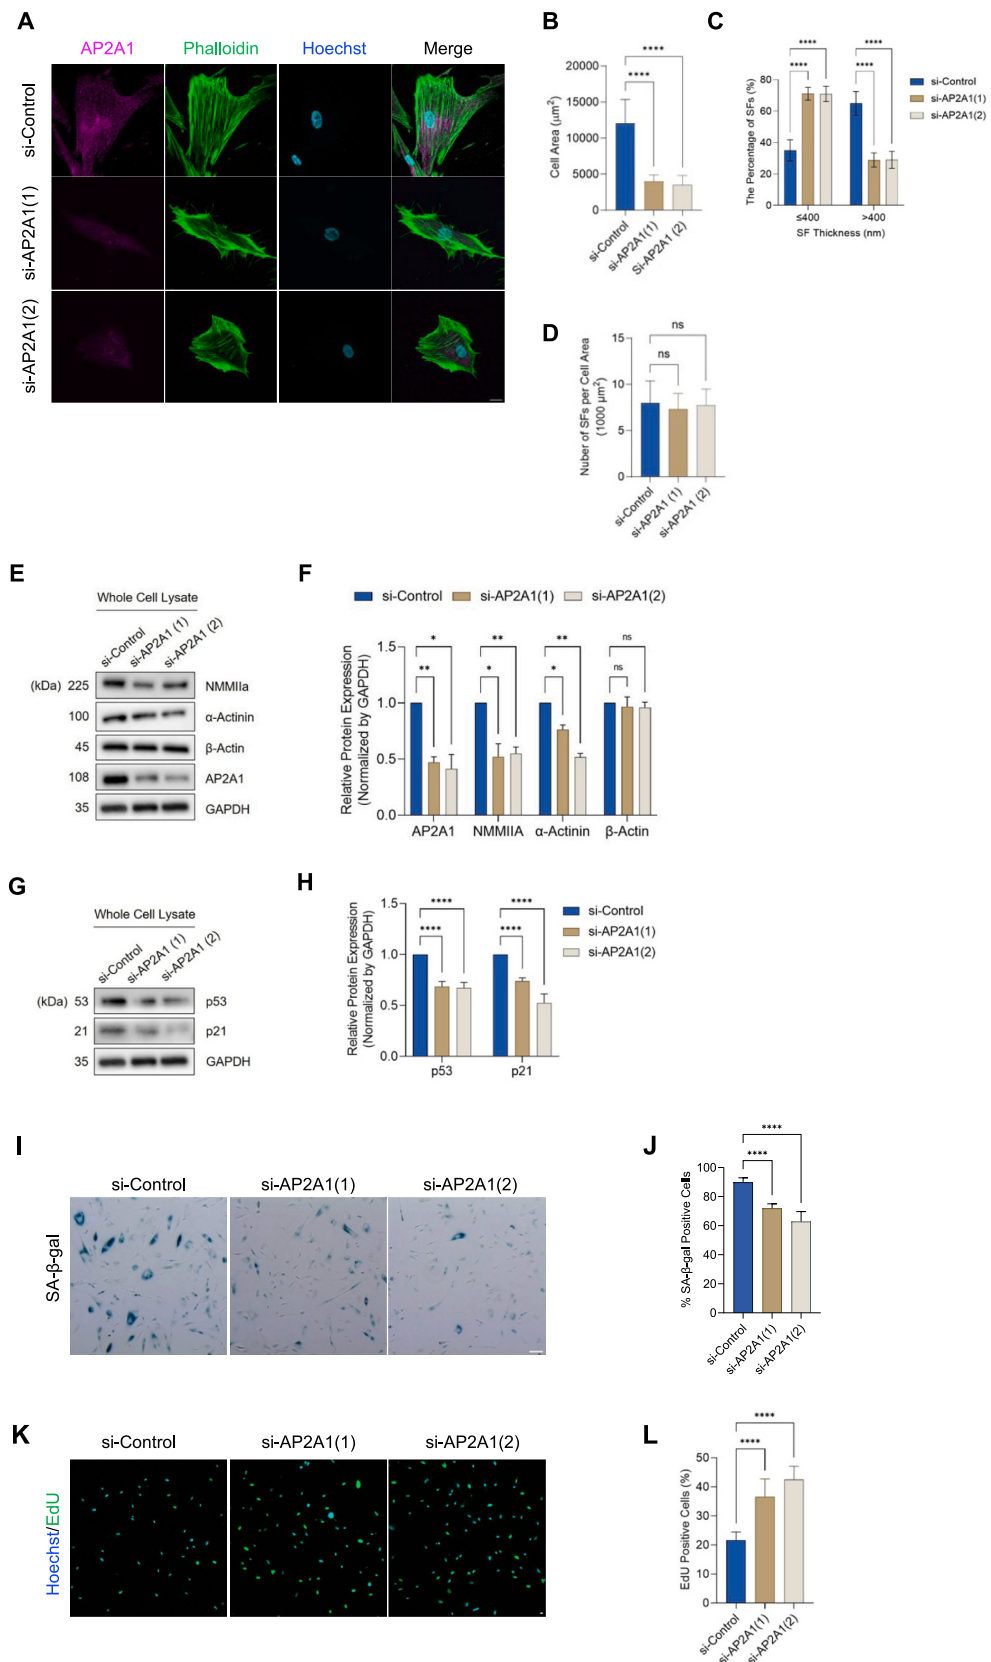 A
AP2A1 Phalloidin Hoechst Merge
si-Control
si-AP2A1(1)
si-AP2A1(2)
B
Cell Area (μm²)
20000
15000
10000
5000
0
**** ****
si-Control
si-AP2A1(1)
Si-AP2A1 (2)
C
The Percentage of SFs (%)
80
60
40
20
0
**** ****
**** ****
≤400 >400
SF Thickness (nm)
si-Control
si-AP2A1(1)
si-AP2A1(2)
D
Nuber of SFs per Cell Area
(1000 μm²)
15
10
5
0
ns
ns
si-Control
si-AP2A1 (1)
si-AP2A1 (2)
E
Whole Cell Lysate
si-Control
si-AP2A1 (1)
si-AP2A1 (2)
(kDa) 225 NMMIIa
100 α-Actinin
45 β-Actin
108 AP2A1
35 GAPDH
F
si-Control si-AP2A1(1) si-AP2A1(2)
Relative Protein Expression
(Normalized by GAPDH)
1.5
1.0
0.5
0.0
* ** ** ns
** * * ns
AP2A1 NMMIIA α-Actinin β-Actin
G
Whole Cell Lysate
si-Control
si-AP2A1 (1)
si-AP2A1 (2)
(kDa) 53 p53
21 p21
35 GAPDH
H
Relative Protein Expression
(Normalized by GAPDH)
1.5
1.0
0.5
0.0
**** ****
**** ****
p53 p21
si-Control
si-AP2A1(1)
si-AP2A1(2)
I
si-Control si-AP2A1(1) si-AP2A1(2)
SA-β-gal
J
% SA-β-gal Positive Cells
100
80
60
40
20
0
****
****
si-Control
si-AP2A1(1)
si-AP2A1(2)
K
si-Control si-AP2A1(1) si-AP2A1(2)
Hoechst/EdU
L
EdU Positive Cells (%)
50
40
30
20
10
0
****
****
si-Control
si-AP2A1(1)
si-AP2A1(2)